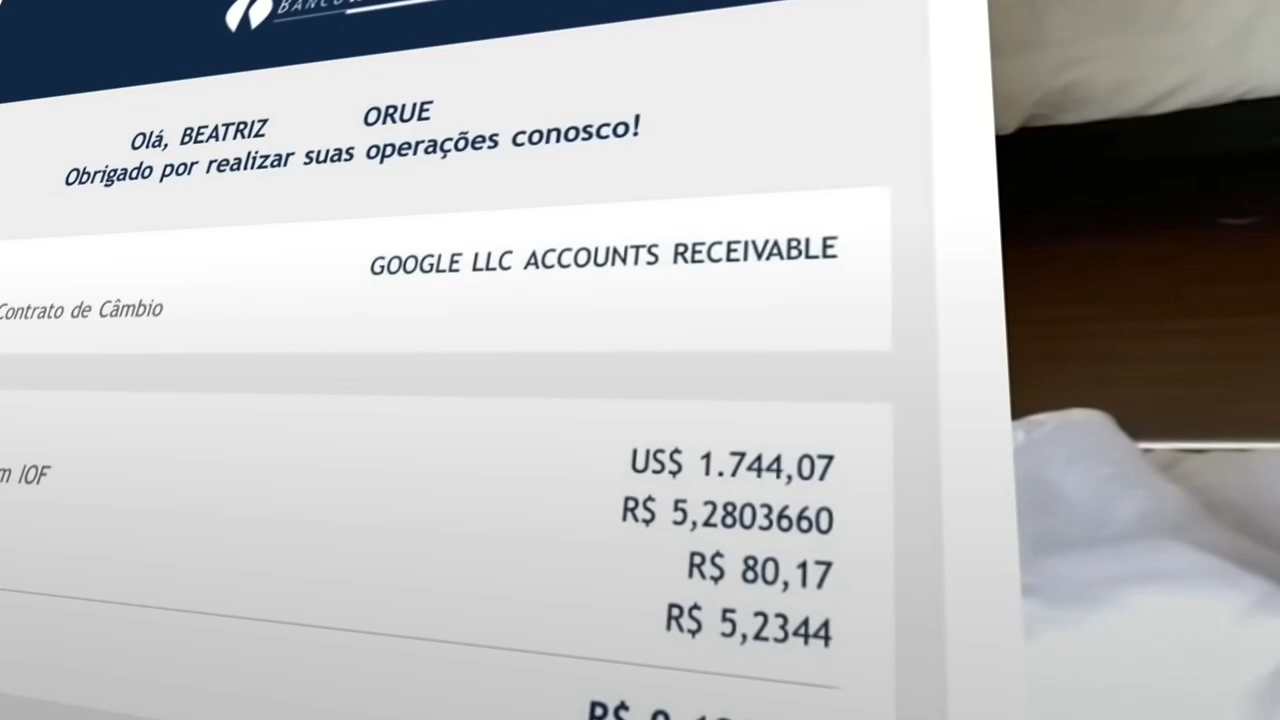 Olá, BEATRIZ ORUE
Obrigado por realizar suas operações conosco!
GOOGLE LLC ACCOUNTS RECEIVABLE
Contrato de Câmbio
IOF
US$ 1.744,07
R$ 5,2803660
R$ 80,17
R$ 5,2344
R$